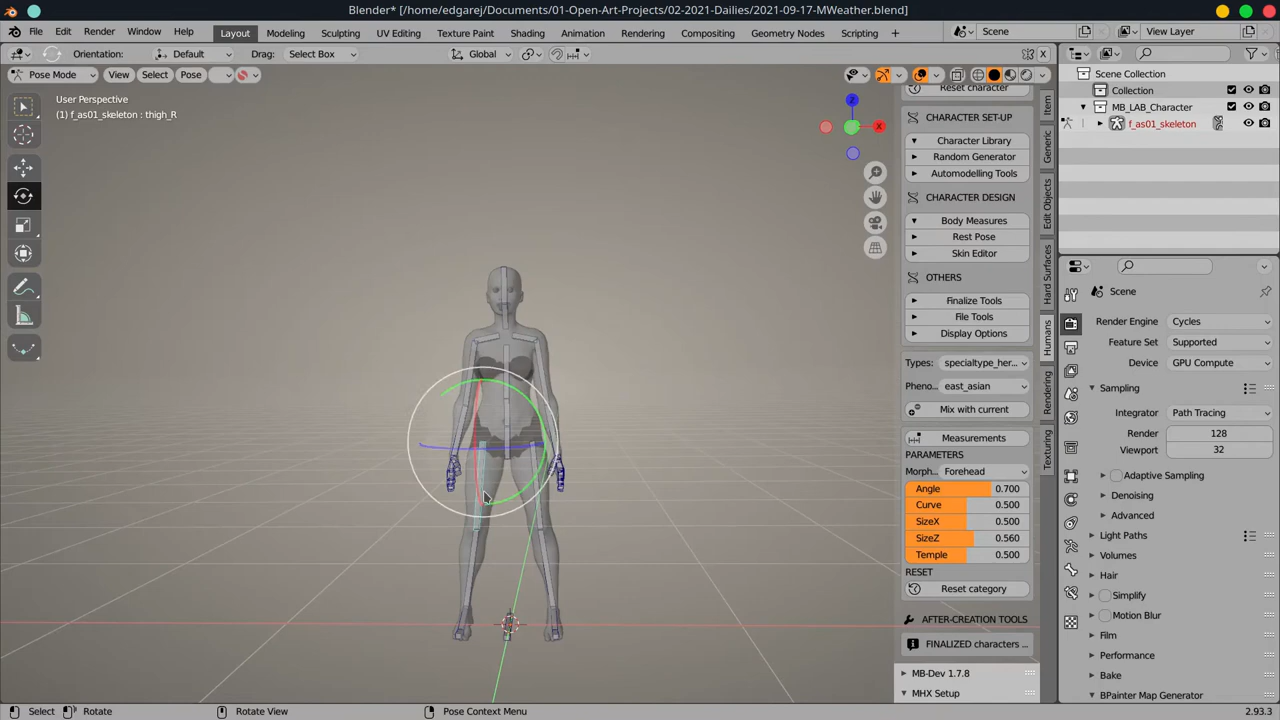 Blender* [/home/edgarej/Documents/01-Open-Art-Projects/02-2021-Dailies/2021-09-17-MWeather.blend]
File Edit Render Window Help Layout Modeling Sculpting UV Editing Texture Paint Shading Animation Rendering Compositing Geometry Nodes Scripting + Scene View Layer
Orientation: Default Drag: Select Box Global
Pose Mode View Select Pose
User Perspective
(1) f_as01_skeleton : thigh_R
Z
X
Reset character
CHARACTER SET-UP
Character Library
Random Generator
Automodelling Tools
CHARACTER DESIGN
Body Measures
Rest Pose
Skin Editor
OTHERS
Finalize Tools
File Tools
Display Options
Types: specialtype_her...
Pheno... east_asian
Mix with current
Measurements
PARAMETERS
Morph... Forehead
Angle 0.700
Curve 0.500
SizeX 0.500
SizeZ 0.560
Temple 0.500
RESET
Reset category
AFTER-CREATION TOOLS
FINALIZED characters ...
MB-Dev 1.7.8
MHX Setup
Item
Generic
Edit Objects
Hard Surfaces
Humans
Rendering
Texturing
Scene Collection
Collection
MB_LAB_Character
f_as01_skeleton
Scene
Render Engine Cycles
Feature Set Supported
Device GPU Compute
Sampling
Integrator Path Tracing
Render 128
Viewport 32
Adaptive Sampling
Denoising
Advanced
Light Paths
Volumes
Hair
Simplify
Motion Blur
Film
Performance
Bake
BPainter Map Generator
Select Rotate Rotate View Pose Context Menu 2.93.3